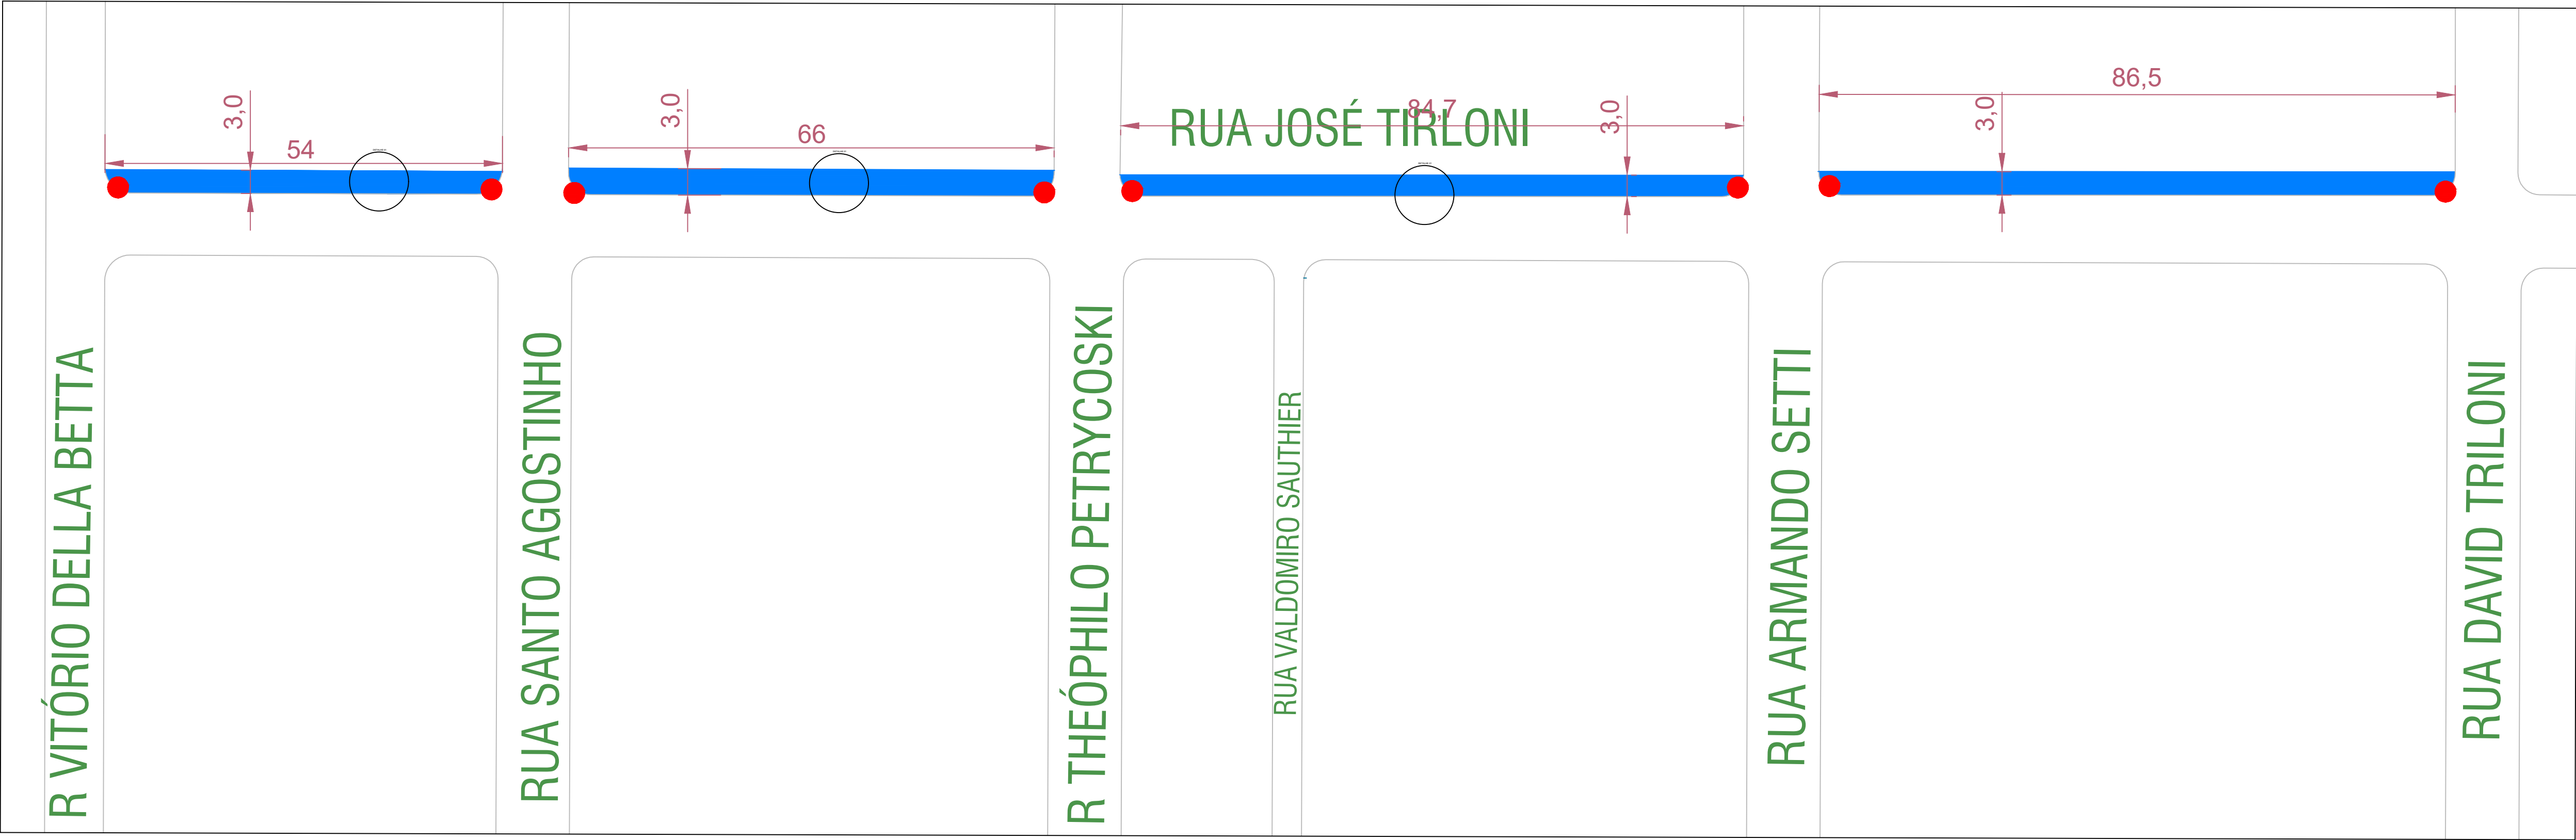 86,5
3,0
3,0
3,0
3,0
84,7
RUA JOSÉ TIRLONI
66
54
R VITÓRIO DELLA BETTA
RUA SANTO AGOSTINHO
R THEÓPHILO PETRYCOSKI
RUA VALDOMIRO SAUTHIER
RUA ARMANDO SETTI
RUA DAVID TRILONI